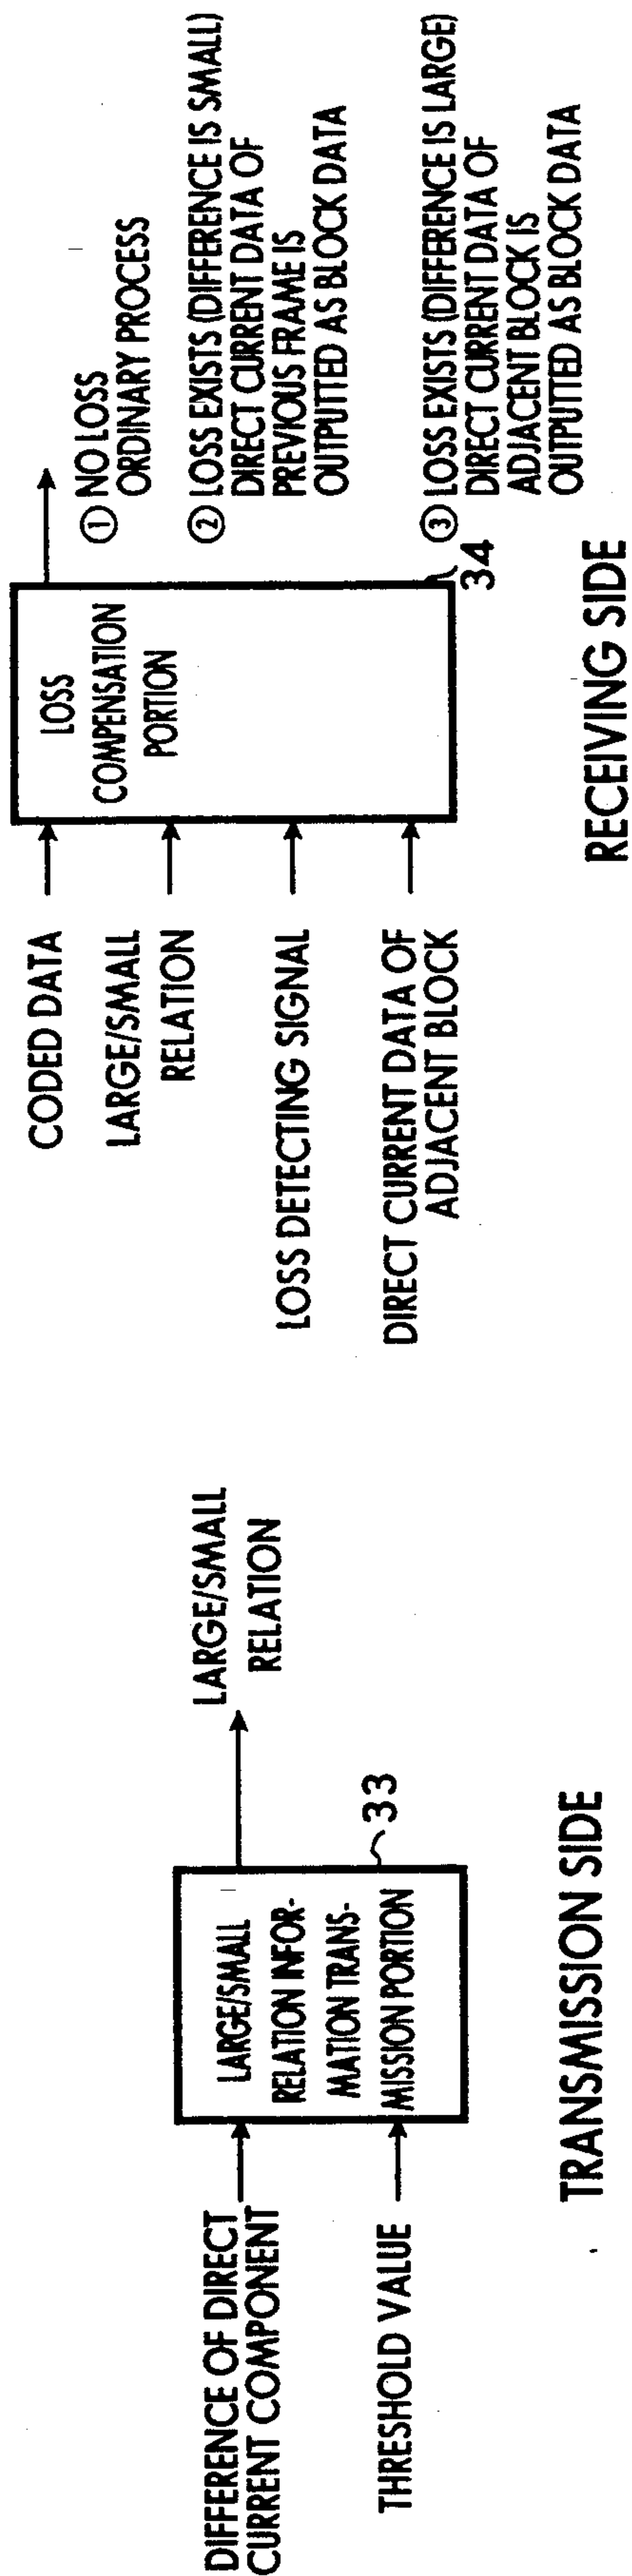 DIFFERENCE OF DIRECT
CURRENT COMPONENT
THRESHOLD VALUE
LARGE/SMALL
RELATION INFOR-
MATION TRANS-
MISSION PORTION
33
LARGE/SMALL
RELATION
TRANSMISSION SIDE
CODED DATA
LARGE/SMALL
RELATION
LOSS DETECTING SIGNAL
DIRECT CURRENT DATA OF
ADJACENT BLOCK
LOSS
COMPENSATION
PORTION
34
① NO LOSS
ORDINARY PROCESS
② LOSS EXISTS (DIFFERENCE IS SMALL)
DIRECT CURRENT DATA OF
PREVIOUS FRAME IS
OUTPUTTED AS BLOCK DATA
③ LOSS EXISTS (DIFFERENCE IS LARGE)
DIRECT CURRENT DATA OF
ADJACENT BLOCK IS
OUTPUTTED AS BLOCK DATA
RECEIVING SIDE